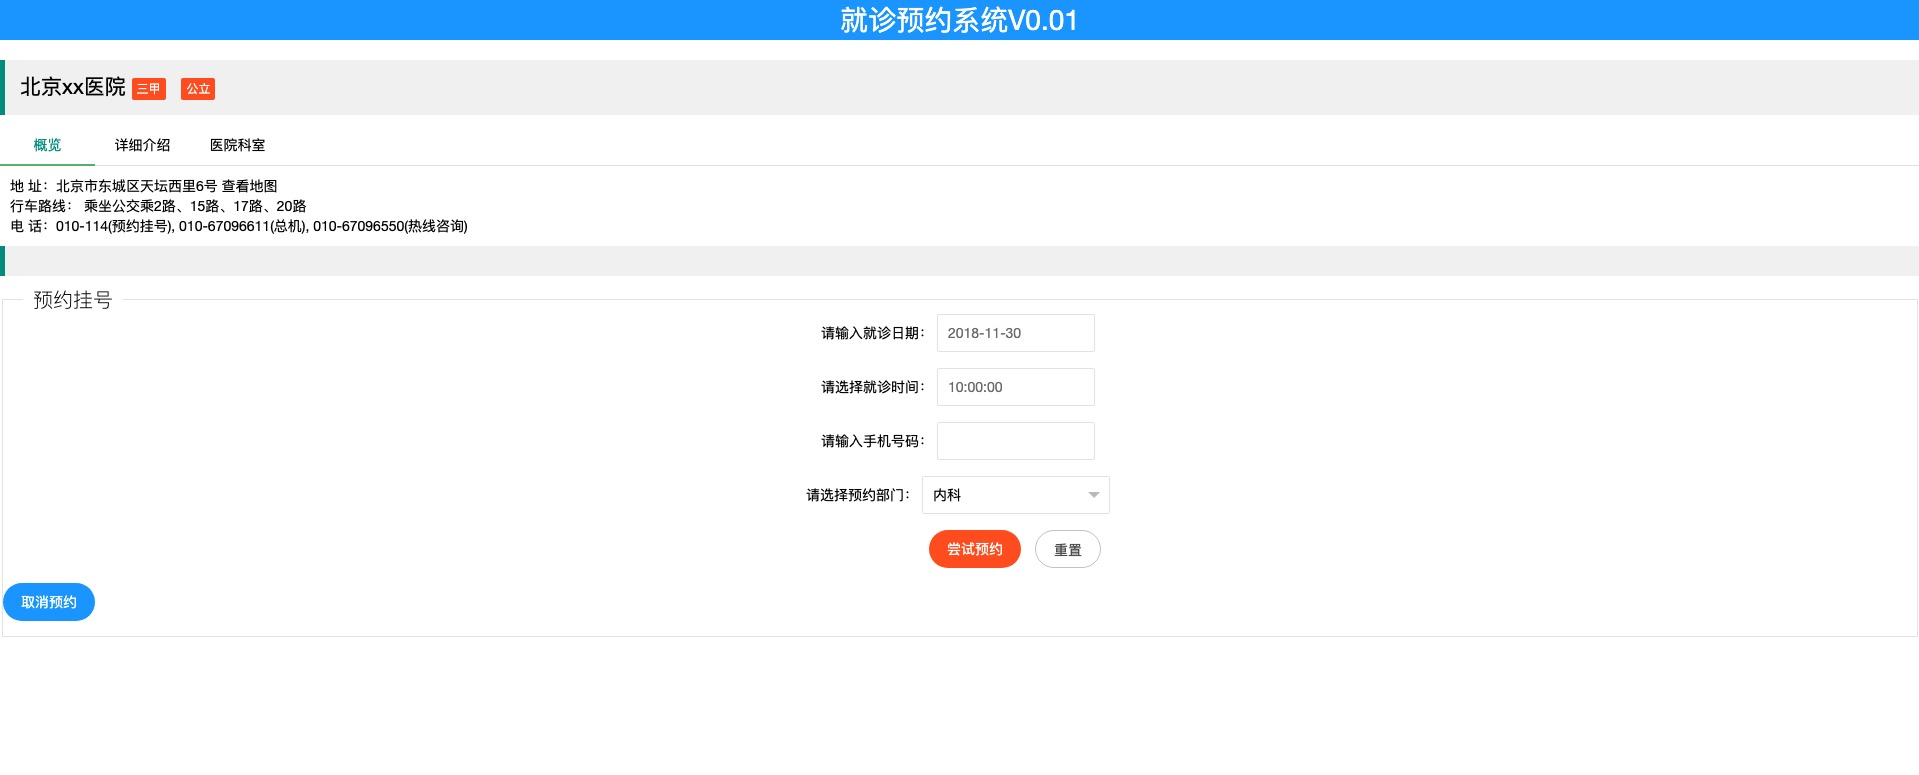 就诊预约系统V0.01
北京xx医院 三甲 公立
概览 详细介绍 医院科室
地 址：北京市东城区天坛西里6号 查看地图
行车路线： 乘坐公交乘2路、15路、17路、20路
电 话：010-114(预约挂号), 010-67096611(总机), 010-67096550(热线咨询)
预约挂号
请输入就诊日期： 2018-11-30
请选择就诊时间： 10:00:00
请输入手机号码：
请选择预约部门： 内科
尝试预约 重置
取消预约